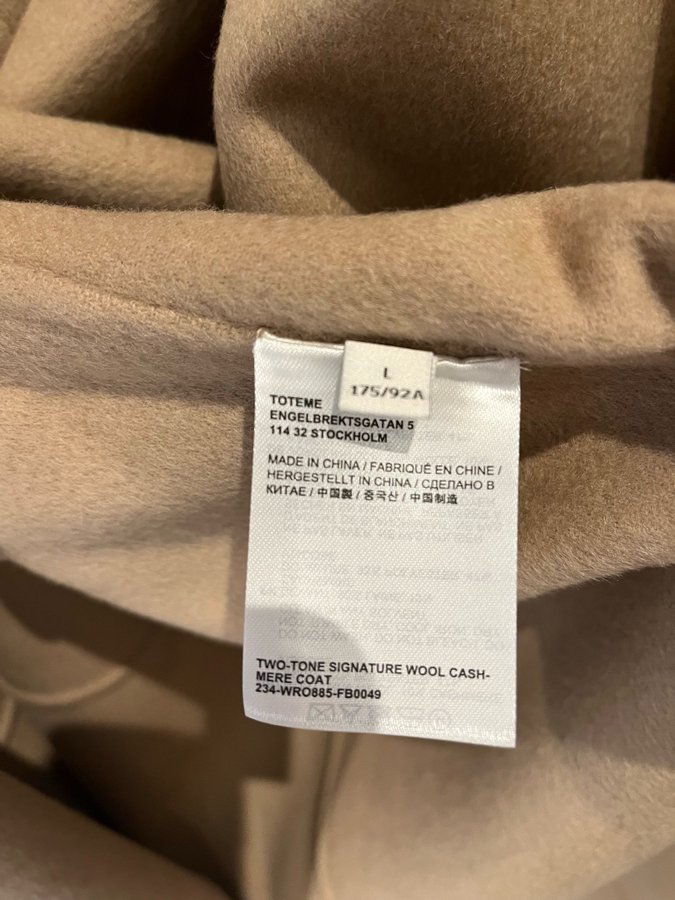 L
175/92A
TOTEME
ENGELBREKTSGATAN 5
114 32 STOCKHOLM
MADE IN CHINA / FABRIQUÉ EN CHINE /
HERGESTELLT IN CHINA / СДЕЛАНО В
КИТАЕ / 中国製 / 중국산 / 中国制造
TWO-TONE SIGNATURE WOOL CASH-
MERE COAT
234-WRO885-FB0049